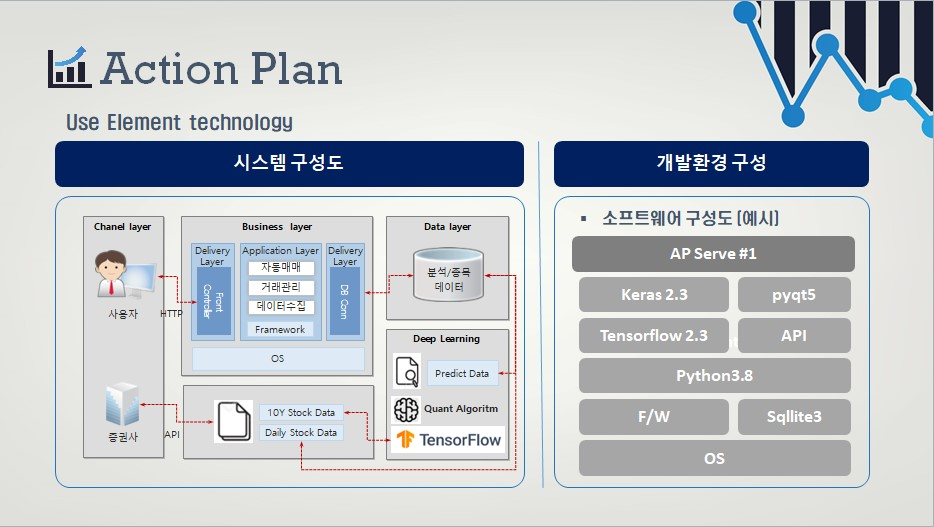 Action Plan
Use Element technology
시스템 구성도
개발환경 구성
Chanel layer
사용자
HTTP
증권사
API
Business layer
Delivery
Layer
Front
Controller
Application Layer
자동매매
거래관리
데이터수집
Framework
Delivery
Layer
DB Conn
OS
10Y Stock Data
Daily Stock Data
Data layer
분석/종목
데이터
Deep Learning
Predict Data
Quant Algoritm
TensorFlow
▪ 소프트웨어 구성도 (예시)
AP Serve #1
Keras 2.3
pyqt5
Tensorflow 2.3
API
Python3.8
F/W
Sqllite3
OS